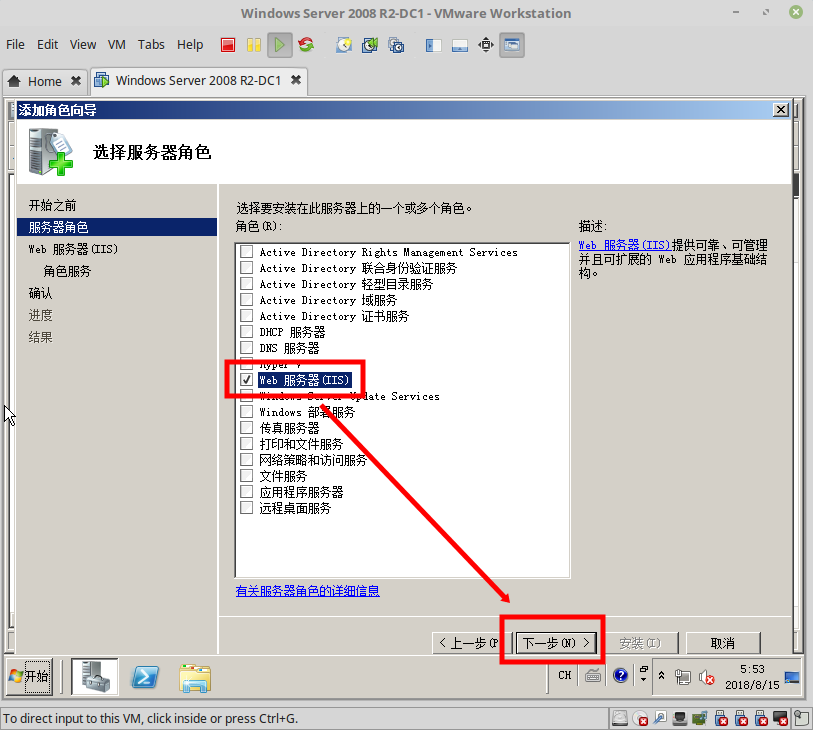 Windows Server 2008 R2-DC1 - VMware Workstation
File Edit View VM Tabs Help
Home
Windows Server 2008 R2-DC1
添加角色向导
选择服务器角色
开始之前
服务器角色
Web 服务器(IIS)
角色服务
确认
进度
结果
选择要安装在此服务器上的一个或多个角色。
角色(R):
Active Directory Rights Management Services
Active Directory 联合身份验证服务
Active Directory 轻型目录服务
Active Directory 域服务
Active Directory 证书服务
DHCP 服务器
DNS 服务器
Hyper-V
Web 服务器(IIS)
Windows Server Update Services
Windows 部署服务
传真服务器
打印和文件服务
网络策略和访问服务
文件服务
应用程序服务器
远程桌面服务
有关服务器角色的详细信息
描述:
Web 服务器(IIS)提供可靠、可管理
并且可扩展的 Web 应用程序基础结
构。
< 上一步(P
下一步(N) >
安装(I)
取消
开始
CH
5:53
2018/8/15
To direct input to this VM, click inside or press Ctrl+G.